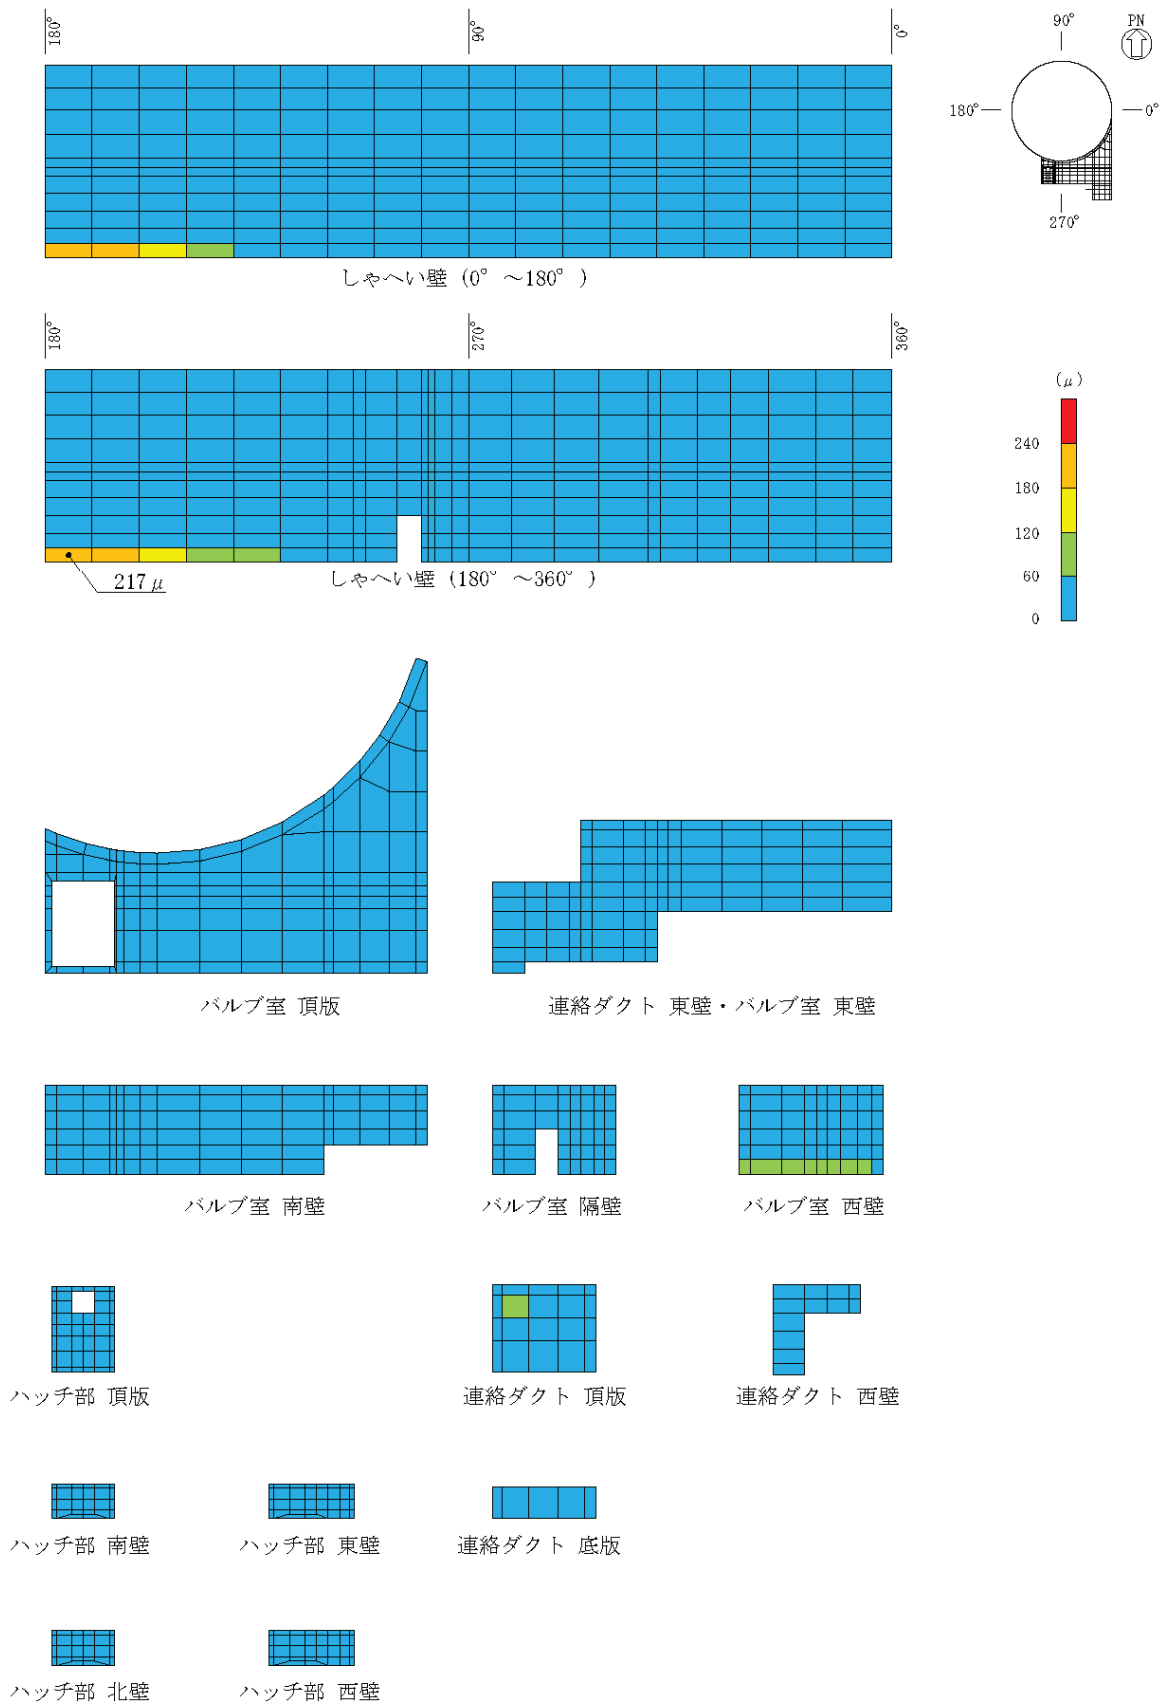 180°
90°
0°
90°
PN
180°
0°
270°
しゃへい壁 (0° ～180° )
180°
270°
360°
(μ)
240
180
120
60
0
217μ
しゃへい壁 (180° ～360° )
バルブ室 頂版
連絡ダクト 東壁・バルブ室 東壁
バルブ室 南壁
バルブ室 隔壁
バルブ室 西壁
ハッチ部 頂版
連絡ダクト 頂版
連絡ダクト 西壁
ハッチ部 南壁
ハッチ部 東壁
連絡ダクト 底版
ハッチ部 北壁
ハッチ部 西壁